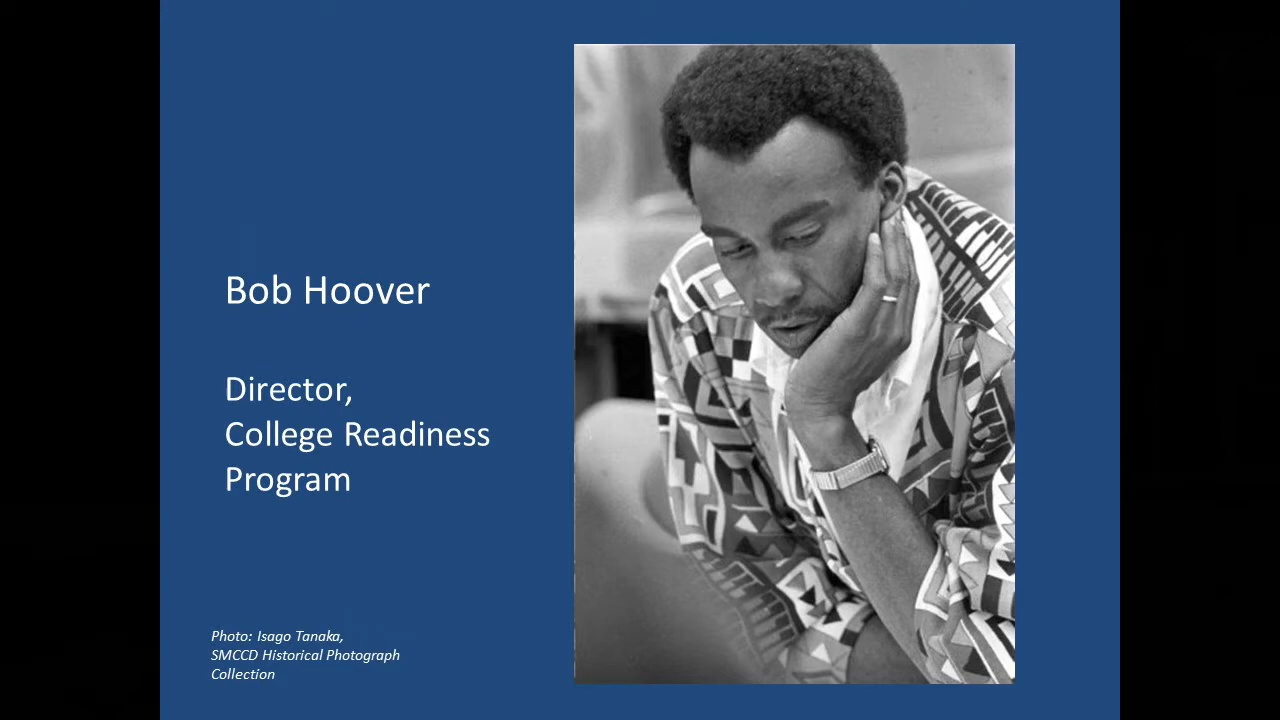 Bob Hoover
Director,
College Readiness
Program
Photo: Isago Tanaka,
SMCCD Historical Photograph
Collection